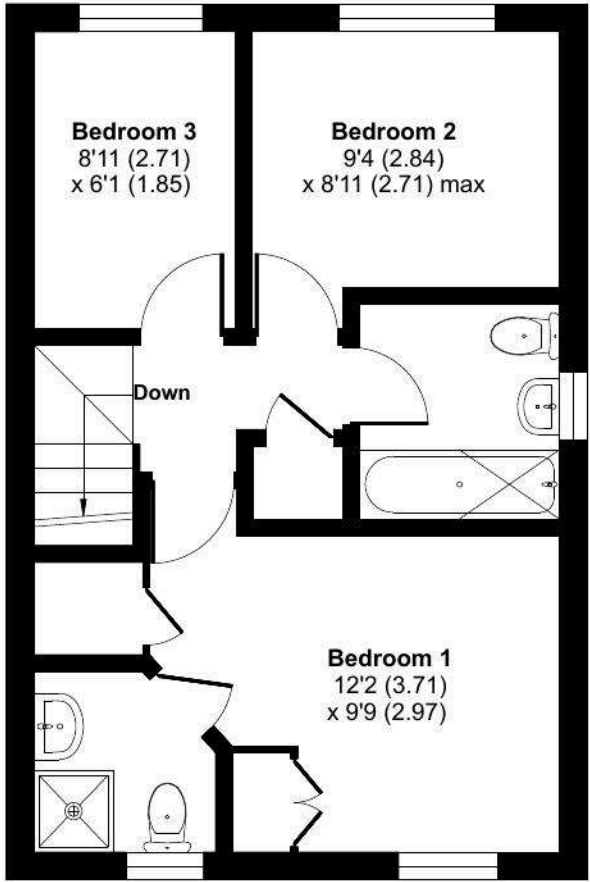 Bedroom 3
8'11 (2.71)
x 6'1 (1.85)
Bedroom 2
9'4 (2.84)
x 8'11 (2.71) max
Down
Bedroom 1
12'2 (3.71)
x 9'9 (2.97)